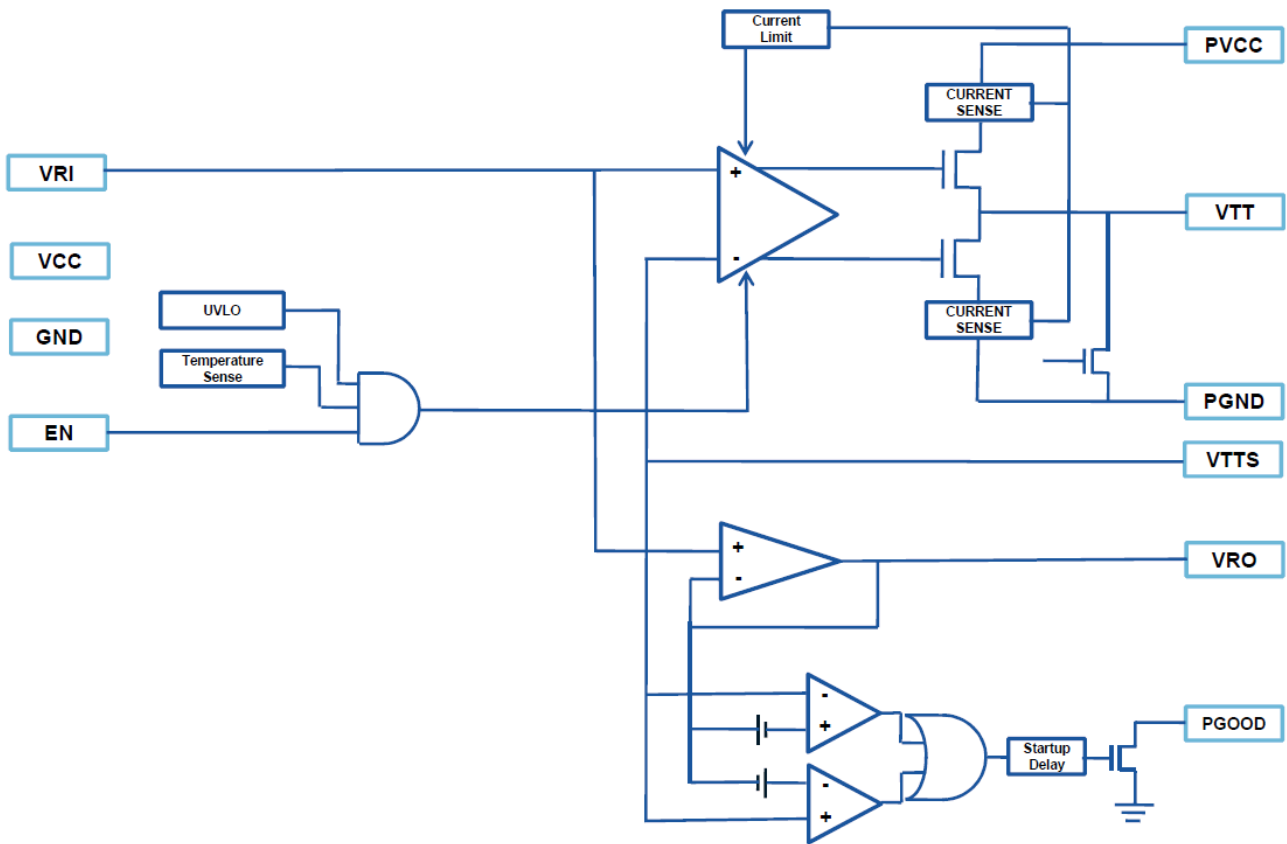 Current
Limit
PVCC
CURRENT
SENSE
VRI
+
VTT
VCC
-
UVLO
CURRENT
SENSE
GND
Temperature
Sense
PGND
EN
VTTS
+
VRO
-
-
PGOOD
+
Startup
Delay
-
+